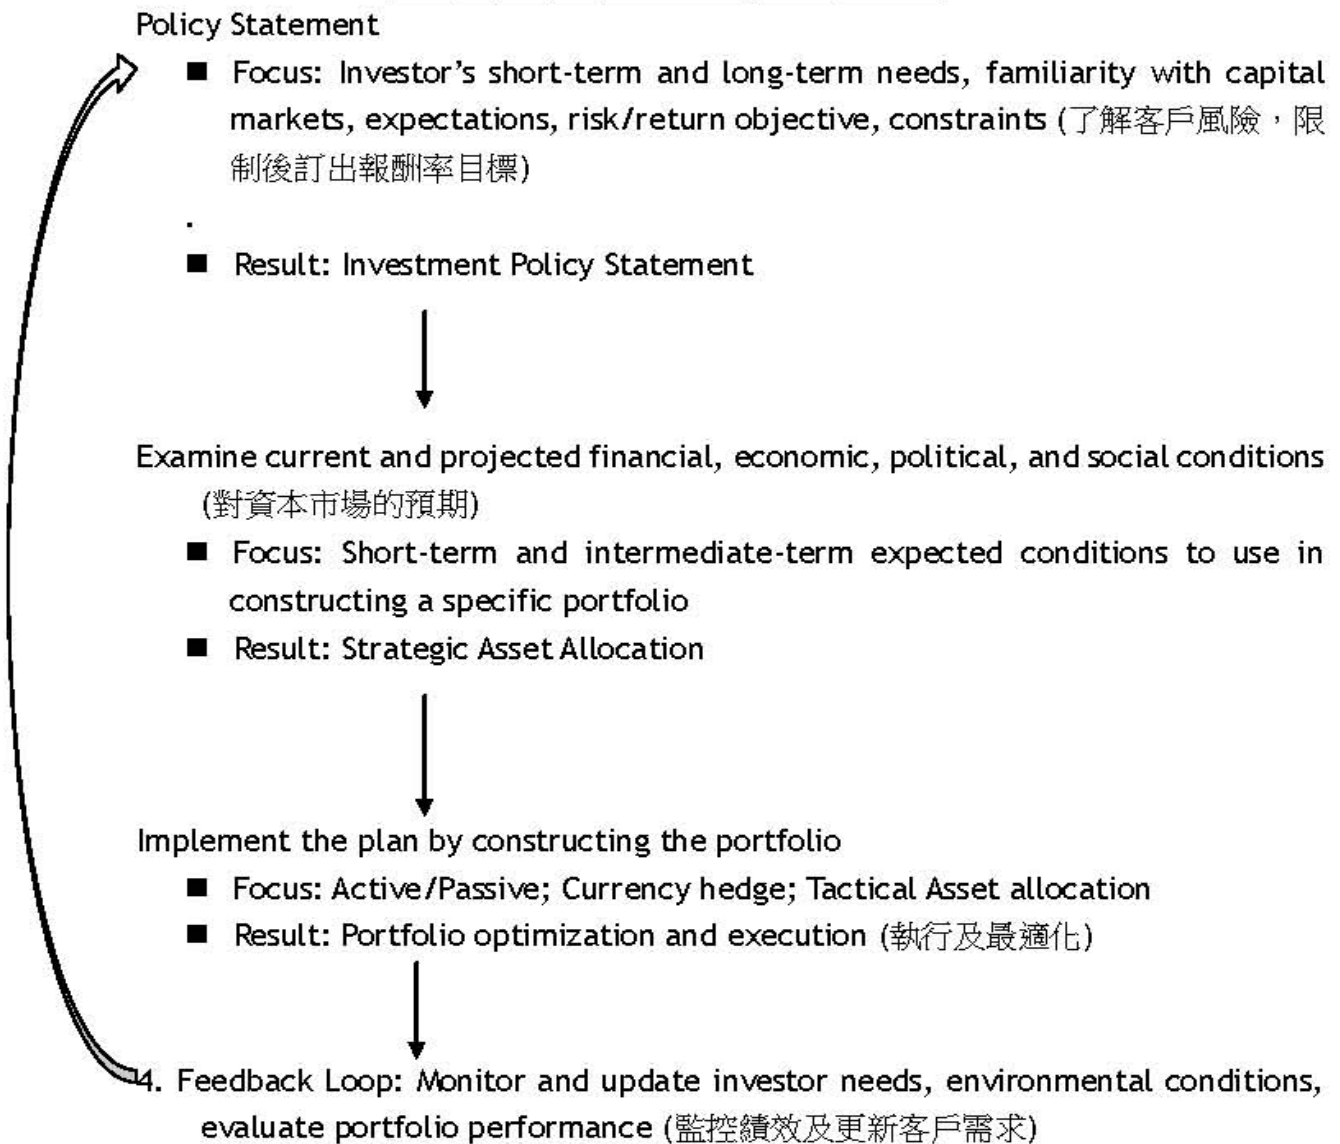 Policy Statement
■ Focus: Investor's short-term and long-term needs, familiarity with capital
markets, expectations, risk/return objective, constraints (了解客戶風險，限
制後訂出報酬率目標)
.
■ Result: Investment Policy Statement
Examine current and projected financial, economic, political, and social conditions
(對資本市場的預期)
■ Focus: Short-term and intermediate-term expected conditions to use in
constructing a specific portfolio
■ Result: Strategic Asset Allocation
Implement the plan by constructing the portfolio
■ Focus: Active/Passive; Currency hedge; Tactical Asset allocation
■ Result: Portfolio optimization and execution (執行及最適化)
4. Feedback Loop: Monitor and update investor needs, environmental conditions,
evaluate portfolio performance (監控績效及更新客戶需求)